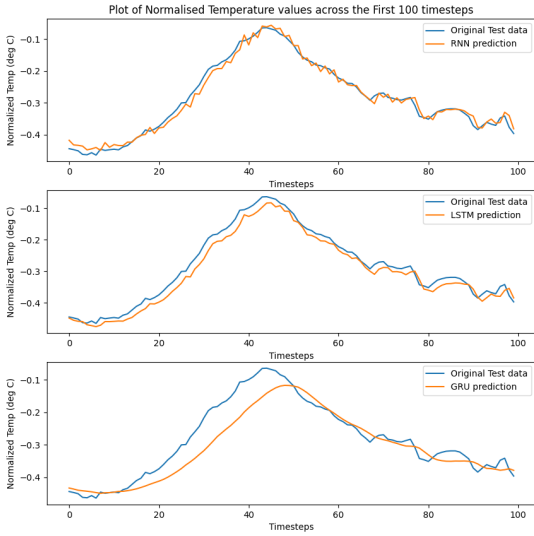 Plot of Normalised Temperature values across the First 100 timesteps
Normalized Temp (deg C)
−0.1
−0.2
−0.3
−0.4
Original Test data
RNN prediction
0 20 40 60 80 100
Timesteps
Normalized Temp (deg C)
−0.1
−0.2
−0.3
−0.4
Original Test data
LSTM prediction
0 20 40 60 80 100
Timesteps
Normalized Temp (deg C)
−0.1
−0.2
−0.3
−0.4
Original Test data
GRU prediction
0 20 40 60 80 100
Timesteps